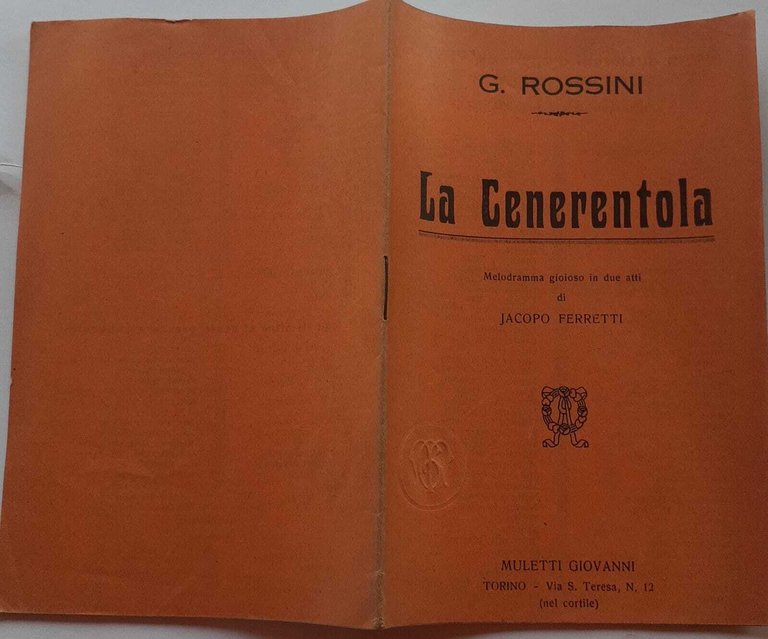 G. ROSSINI
La Cenerentola
Melodramma gioioso in due atti
di
JACOPO FERRETTI
MULETTI GIOVANNI
TORINO - Via S. Teresa, N. 12
(nel cortile)